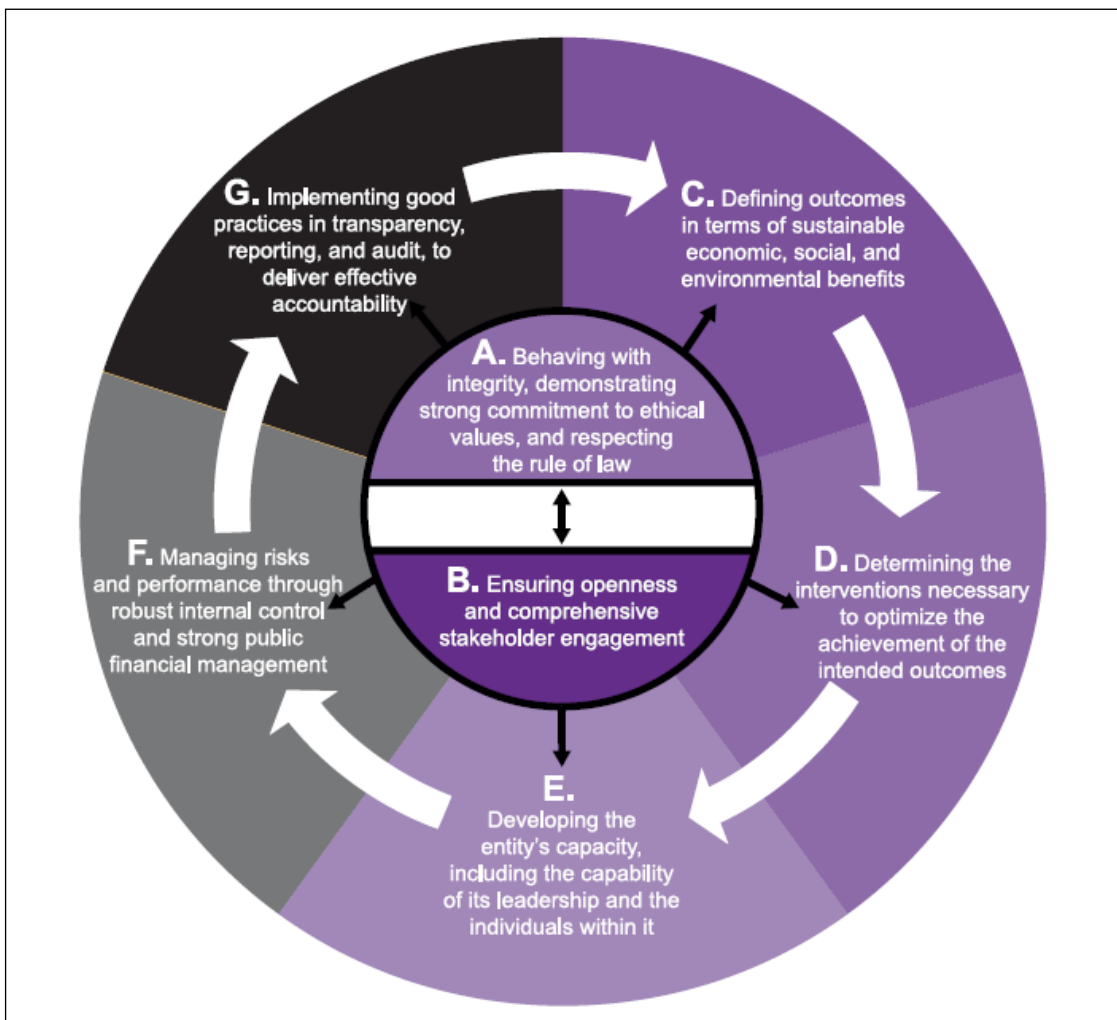 A. Behaving with
integrity, demonstrating
strong commitment to ethical
values, and respecting
the rule of law
B. Ensuring openness
and comprehensive
stakeholder engagement
C. Defining outcomes
in terms of sustainable
economic, social, and
environmental benefits
D. Determining the
interventions necessary
to optimize the
achievement of the
intended outcomes
E.
Developing the
entity's capacity,
including the capability
of its leadership and the
individuals within it
F. Managing risks
and performance through
robust internal control
and strong public
financial management
G. Implementing good
practices in transparency,
reporting, and audit, to
deliver effective
accountability